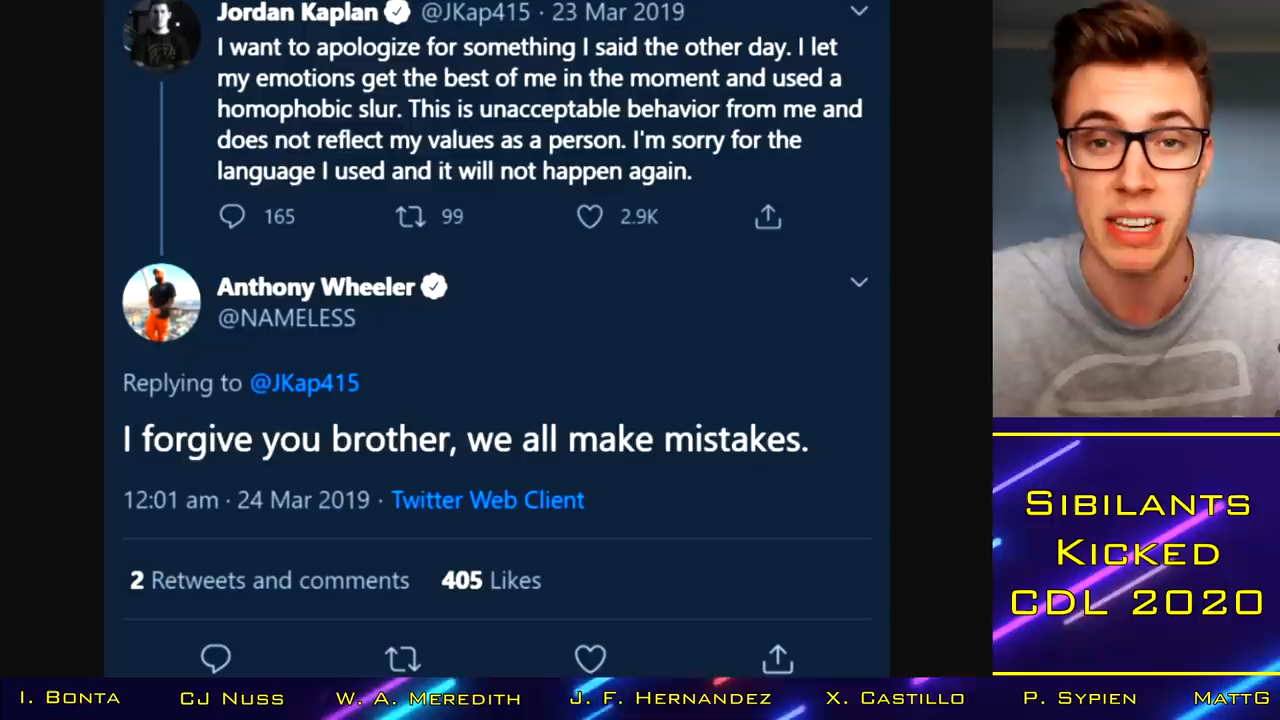 Jordan Kaplan @JKap415 · 23 Mar 2019
I want to apologize for something I said the other day. I let
my emotions get the best of me in the moment and used a
homophobic slur. This is unacceptable behavior from me and
does not reflect my values as a person. I'm sorry for the
language I used and it will not happen again.
165 99 2.9K
Anthony Wheeler
@NAMELESS
Replying to @JKap415
I forgive you brother, we all make mistakes.
12:01 am · 24 Mar 2019 · Twitter Web Client
2 Retweets and comments 405 Likes
SIBILANTS
KICKED
CDL 2020
I. BONTA CJ NUSS W. A. MEREDITH J. F. HERNANDEZ X. CASTILLO P. SYPIEN MATTG